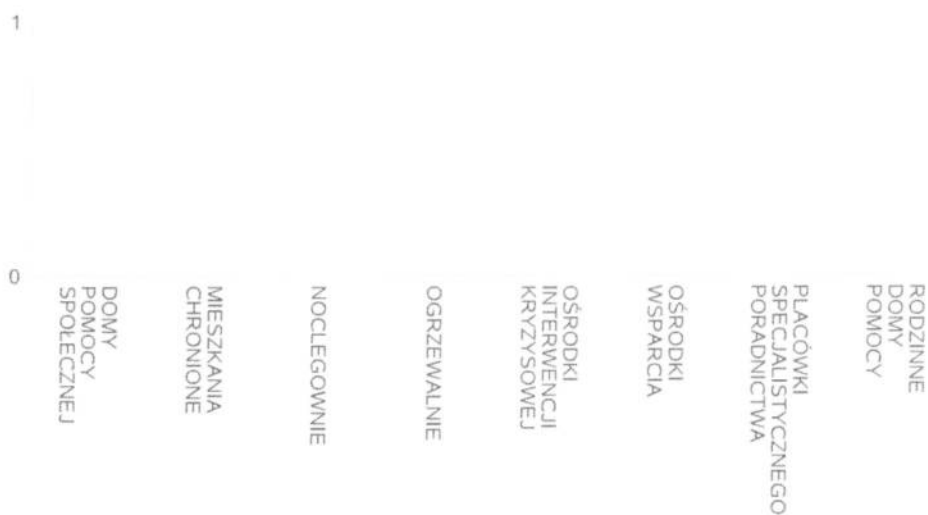 1
0
DOMY
POMOCY
SPOŁECZNEJ
MIESZKANIA
CHRONIONE
NOCLEGOWNIE
OGRZEWALNIE
OŚRODKI
INTERWENCJI
KRYZYSOWEJ
OŚRODKI
WSPARCIA
PLACÓWKI
SPECJALISTYCZNEGO
PORADNICTWA
RODZINNE
DOMY
POMOCY